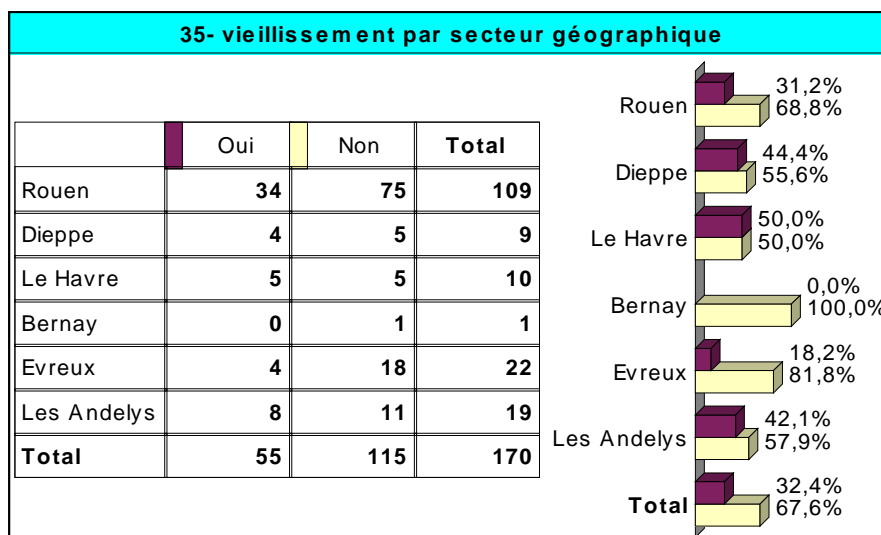 35- vieillissement par secteur géographique
Oui Non Total
Rouen 34 75 109
Dieppe 4 5 9
Le Havre 5 5 10
Bernay 0 1 1
Evreux 4 18 22
Les Andelys 8 11 19
Total 55 115 170
Rouen
31,2%
68,8%
Dieppe
44,4%
55,6%
Le Havre
50,0%
50,0%
Bernay
0,0%
100,0%
Evreux
18,2%
81,8%
Les Andelys
42,1%
57,9%
Total
32,4%
67,6%